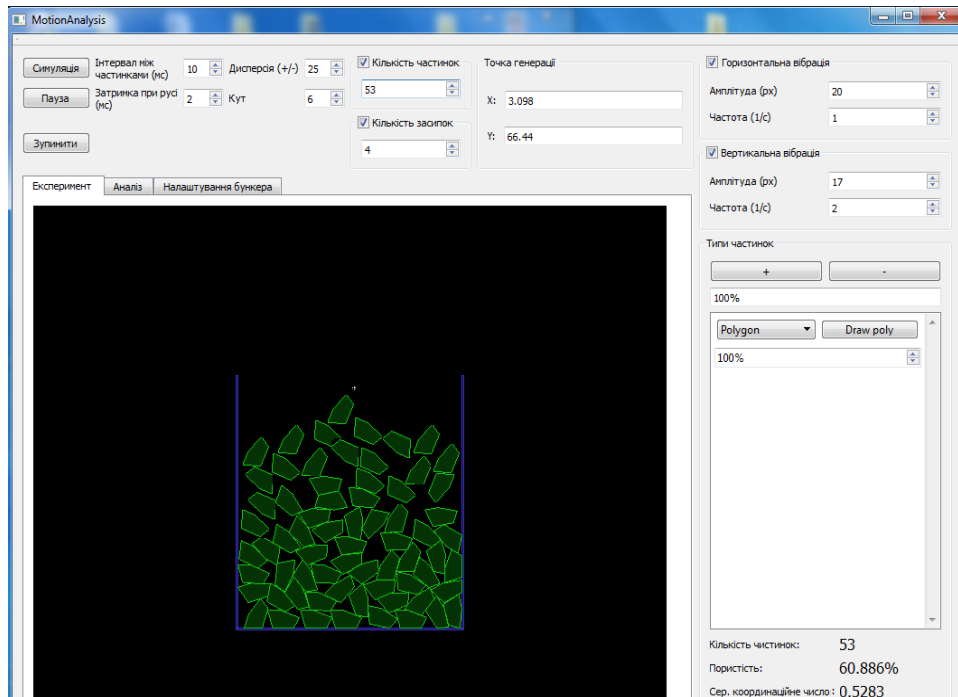 MotionAnalysis
Симуляція
Інтервал між частинками (мс)
10
Дисперсія (+/-)
25
Пауза
Затримка при русі (мс)
2
Кут
6
Зупинити
Кількість частинок
53
Кількість засипок
4
Точка генерації
X:
3.098
Y:
66.44
Горизонтальна вібрація
Амплітуда (px)
20
Частота (1/с)
1
Вертикальна вібрація
Амплітуда (px)
17
Частота (1/с)
2
Експеримент
Аналіз
Налаштування бункера
Типи частинок
+
-
100%
Polygon
Draw poly
100%
Кількість чистинок:
53
Пористість:
60.886%
Сер. координаційне число:
0.5283